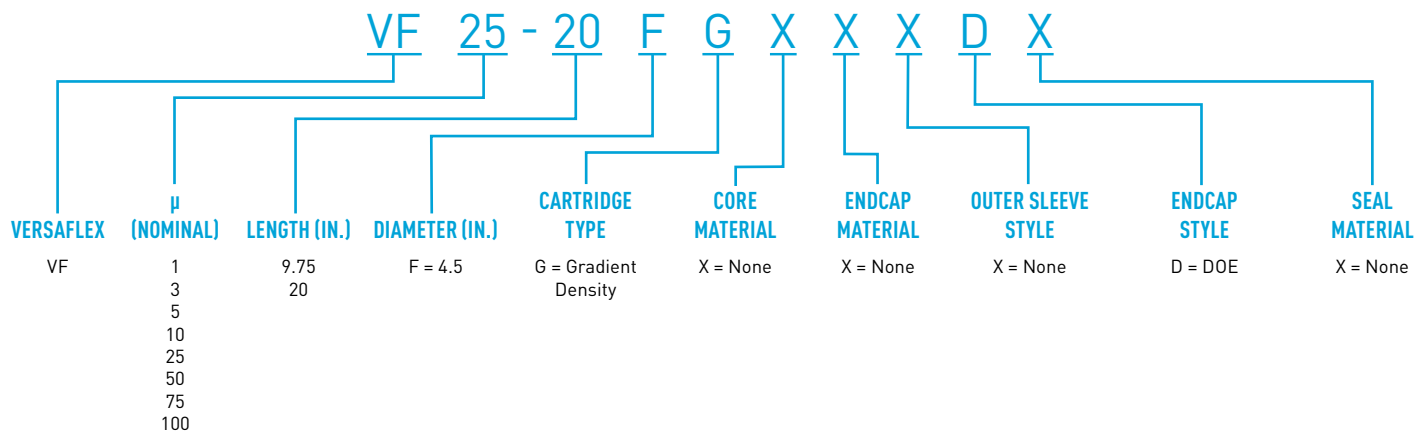 VF 25 - 20 F G X X X D X
VERSAFLEX
VF
µ
(NOMINAL)
1
3
5
10
25
50
75
100
LENGTH (IN.)
9.75
20
DIAMETER (IN.)
F = 4.5
CARTRIDGE
TYPE
G = Gradient
Density
CORE
MATERIAL
X = None
ENDCAP
MATERIAL
X = None
OUTER SLEEVE
STYLE
X = None
ENDCAP
STYLE
D = DOE
SEAL
MATERIAL
X = None